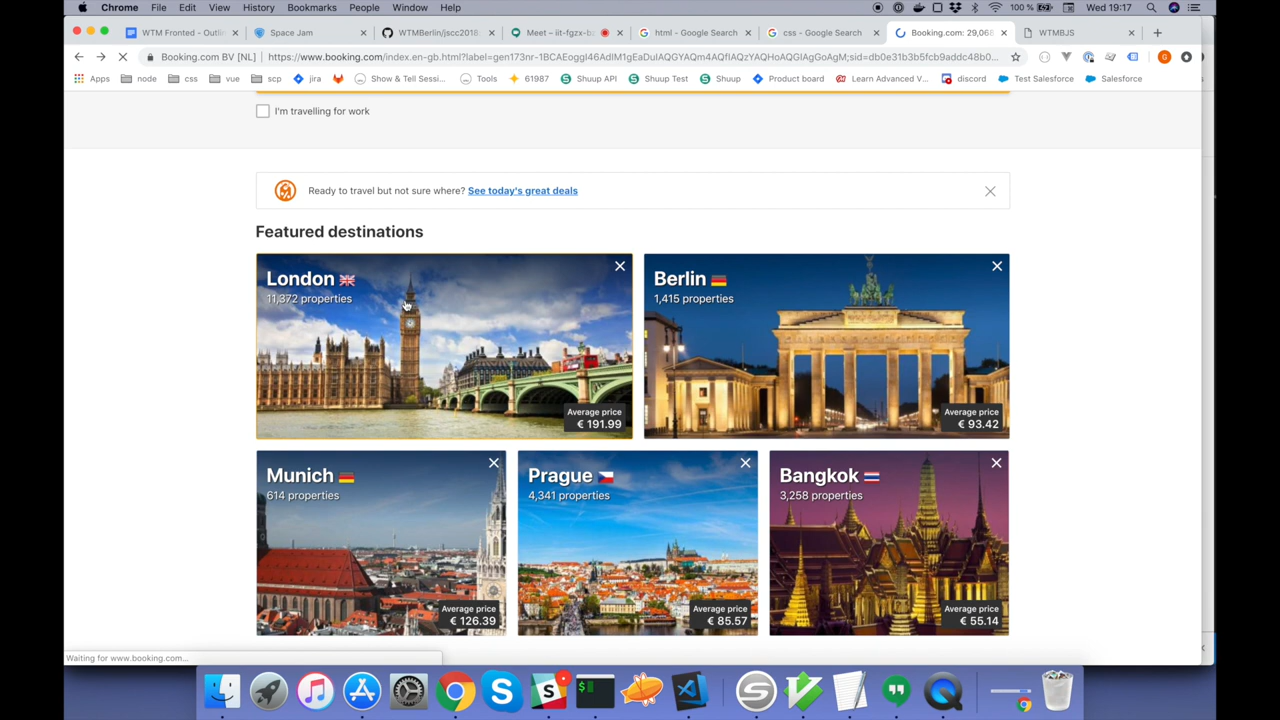 Chrome File Edit View History Bookmarks People Window Help 100 % Wed 19:17
WTM Fronted - Outli Space Jam WTMBerlin/jscc2018 Meet – iit-fgzx-b html - Google Search css - Google Search Booking.com: 29,068 WTMBJS
Booking.com BV [NL] https://www.booking.com/index.en-gb.html?label=gen173nr-1BCAEoggI46AdIM1gEaDuIAQGYAQm4AQfIAQzYAQHoAQGIAgGoAgM;sid=db0e31b3b5fcb9addc48b0...
Apps node css vue scp jira Show & Tell Sessi... Tools 61987 Shuup API Shuup Test Shuup Product board Learn Advanced V... discord Test Salesforce Salesforce
I'm travelling for work
Ready to travel but not sure where? See today's great deals
Featured destinations
London
11,372 properties
Average price
€ 191.99
Berlin
1,415 properties
Average price
€ 93.42
Munich
614 properties
Average price
€ 126.39
Prague
4,341 properties
Average price
€ 85.57
Bangkok
3,258 properties
Average price
€ 55.14
Waiting for www.booking.com...